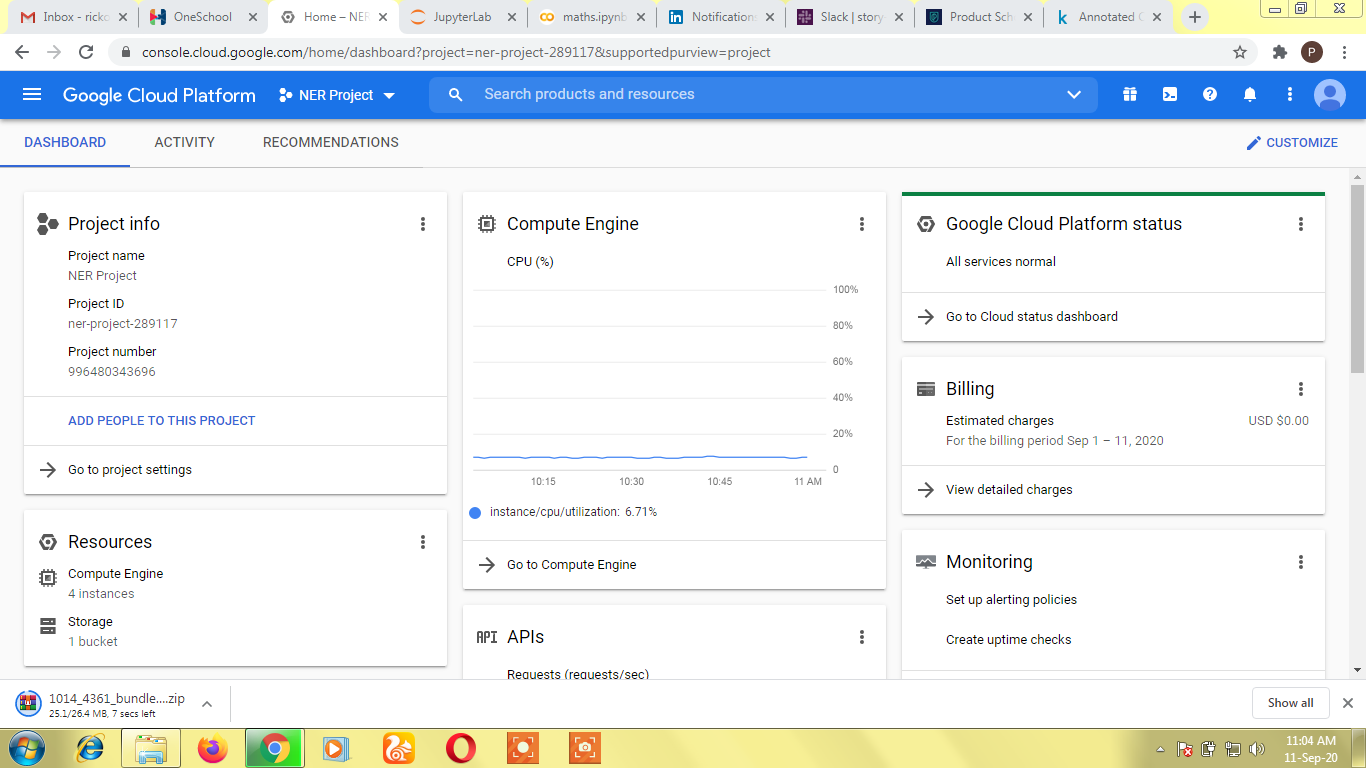 Inbox - rickc
OneSchool
Home – NER
JupyterLab
maths.ipynb
Notifications
Slack | story
Product Sch
Annotated
console.cloud.google.com/home/dashboard?project=ner-project-289117&supportedpurview=project
P
Google Cloud Platform
NER Project
Search products and resources
DASHBOARD
ACTIVITY
RECOMMENDATIONS
CUSTOMIZE
Project info
Project name
NER Project
Project ID
ner-project-289117
Project number
996480343696
ADD PEOPLE TO THIS PROJECT
Go to project settings
Resources
Compute Engine
4 instances
Storage
1 bucket
Compute Engine
CPU (%)
100%
80%
60%
40%
20%
0
10:15 10:30 10:45 11 AM
instance/cpu/utilization: 6.71%
Go to Compute Engine
API APIs
Requests (requests/sec)
Google Cloud Platform status
All services normal
Go to Cloud status dashboard
Billing
Estimated charges USD $0.00
For the billing period Sep 1 – 11, 2020
View detailed charges
Monitoring
Set up alerting policies
Create uptime checks
1014_4361_bundle....zip
25.1/26.4 MB, 7 secs left
Show all
11:04 AM
11-Sep-20